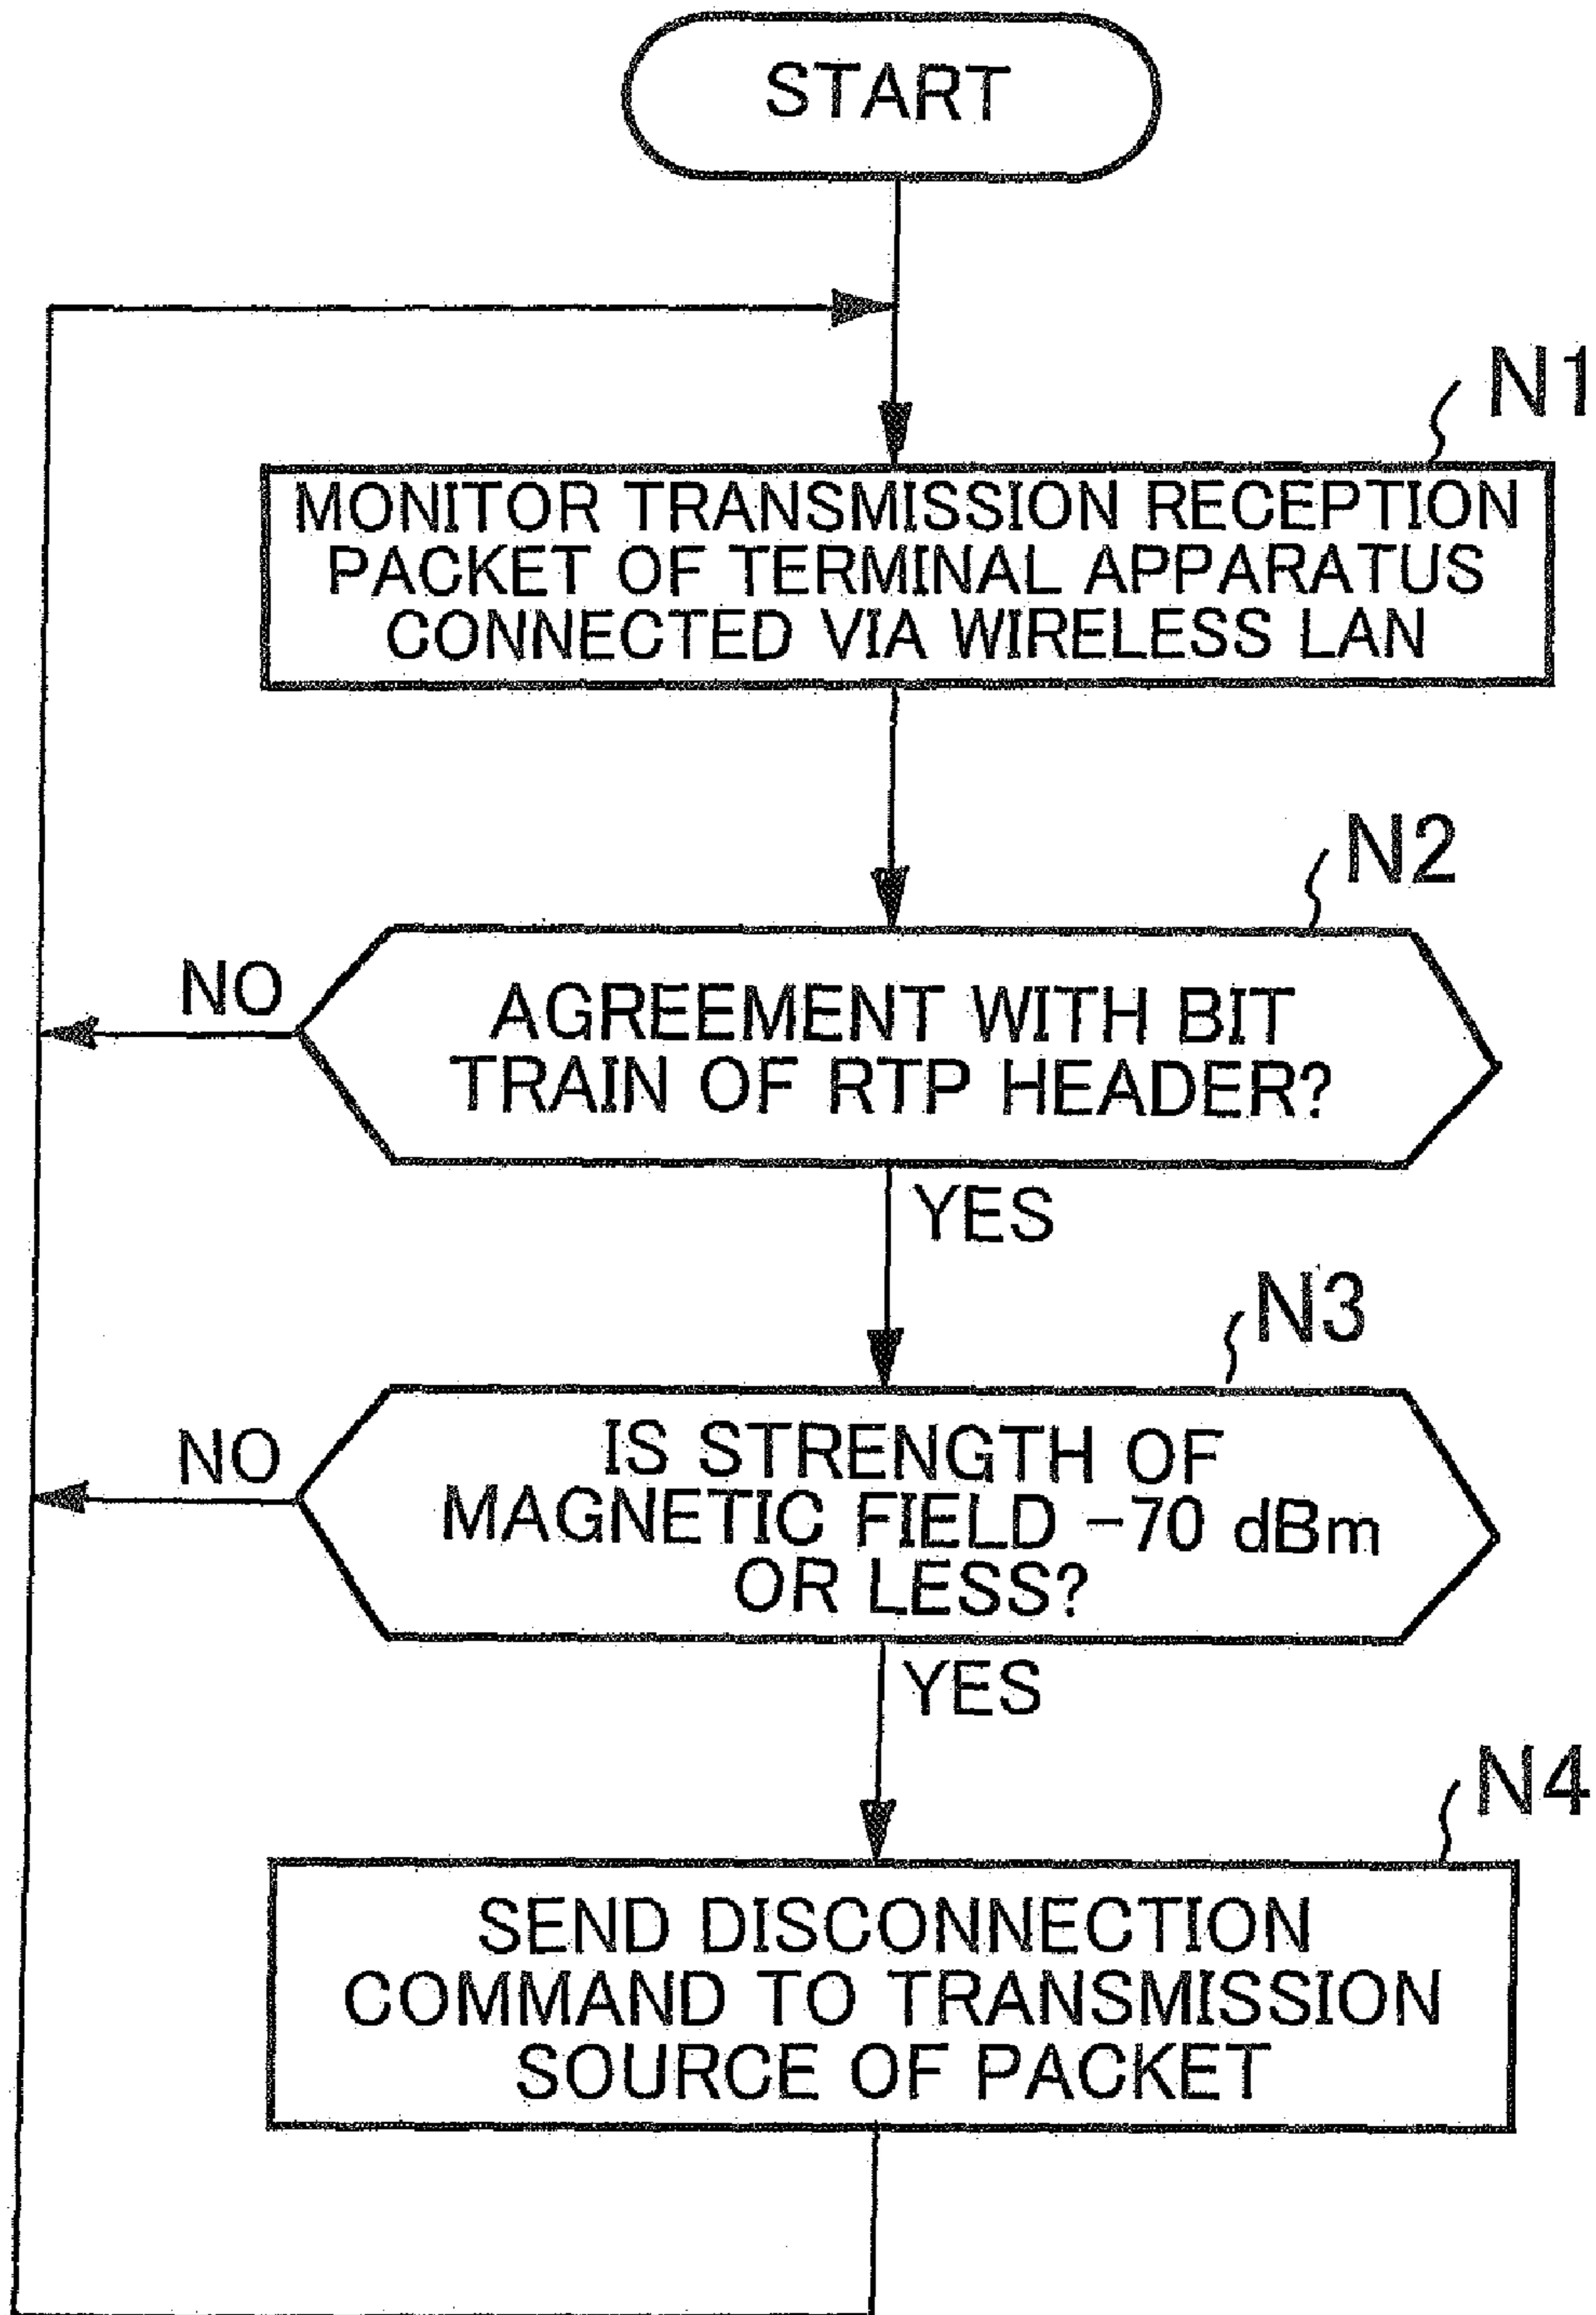 START
N1
MONITOR TRANSMISSION RECEPTION
PACKET OF TERMINAL APPARATUS
CONNECTED VIA WIRELESS LAN
N2
AGREEMENT WITH BIT
TRAIN OF RTP HEADER?
NO
YES
N3
IS STRENGTH OF
MAGNETIC FIELD -70 dBm
OR LESS?
NO
YES
N4
SEND DISCONNECTION
COMMAND TO TRANSMISSION
SOURCE OF PACKET